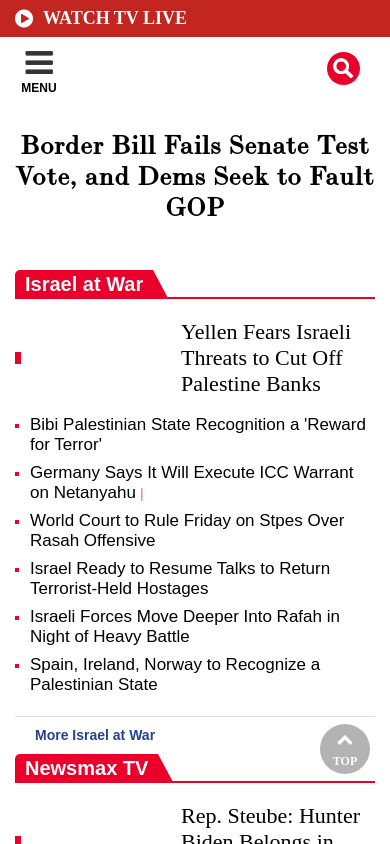 WATCH TV LIVE
MENU
Border Bill Fails Senate Test
Vote, and Dems Seek to Fault
GOP
Israel at War
Yellen Fears Israeli
Threats to Cut Off
Palestine Banks
Bibi Palestinian State Recognition a 'Reward
for Terror'
Germany Says It Will Execute ICC Warrant
on Netanyahu |
World Court to Rule Friday on Stpes Over
Rasah Offensive
Israel Ready to Resume Talks to Return
Terrorist-Held Hostages
Israeli Forces Move Deeper Into Rafah in
Night of Heavy Battle
Spain, Ireland, Norway to Recognize a
Palestinian State
More Israel at War
TOP
Newsmax TV
Rep. Steube: Hunter
Biden Belongs in